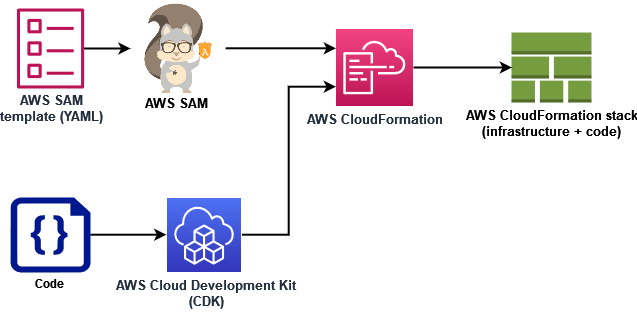 AWS SAM
template (YAML)
AWS SAM
AWS CloudFormation
AWS CloudFormation stack
(infrastructure + code)
{}
Code
AWS Cloud Development Kit
(CDK)